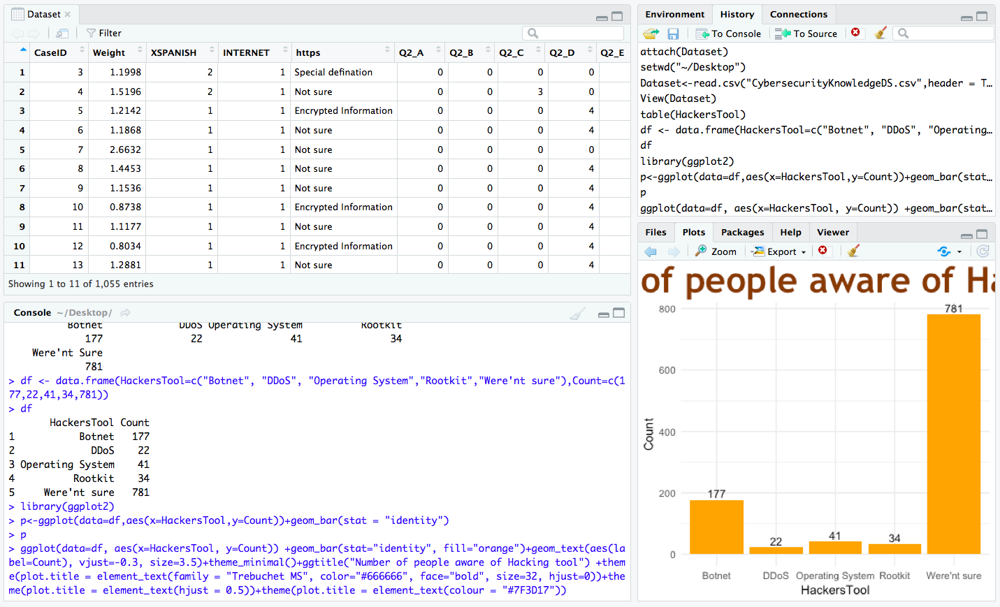 Dataset
Filter
CaseID Weight XSPANISH INTERNET https Q2_A Q2_B Q2_C Q2_D Q2_E
1 3 1.1998 2 1 Special defination 0 0 0 0
2 4 1.5196 2 1 Not sure 0 0 3 0
3 5 1.2142 1 1 Encrypted Information 0 0 0 4
4 6 1.1868 1 1 Not sure 0 0 0 4
5 7 2.6632 1 1 Not sure 0 0 0 0
6 8 1.4453 1 1 Not sure 0 0 0 4
7 9 1.1536 1 1 Not sure 0 0 0 4
8 10 0.8738 1 1 Encrypted Information 0 0 0 4
9 11 1.1177 1 1 Not sure 0 0 0 4
10 12 0.8034 1 1 Encrypted Information 0 0 0 4
11 13 1.2881 1 1 Not sure 0 0 0 4
Showing 1 to 11 of 1,055 entries
Console ~/Desktop/
Botnet DDoS Operating System Rootkit
177 22 41 34
Were'nt Sure
781
> df <- data.frame(HackersTool=c("Botnet", "DDoS", "Operating System","Rootkit","Were'nt sure"),Count=c(1
77,22,41,34,781))
> df
HackersTool Count
1 Botnet 177
2 DDoS 22
3 Operating System 41
4 Rootkit 34
5 Were'nt sure 781
> library(ggplot2)
> p<-ggplot(data=df,aes(x=HackersTool,y=Count))+geom_bar(stat = "identity")
> p
> ggplot(data=df, aes(x=HackersTool, y=Count)) +geom_bar(stat="identity", fill="orange")+geom_text(aes(la
bel=Count), vjust=-0.3, size=3.5)+theme_minimal()+ggtitle("Number of people aware of Hacking tool") +them
e(plot.title = element_text(family = "Trebuchet MS", color="#666666", face="bold", size=32, hjust=0))+the
me(plot.title = element_text(hjust = 0.5))+theme(plot.title = element_text(colour = "#7F3D17"))
Environment History Connections
To Console To Source
attach(Dataset)
setwd("~/Desktop")
Dataset<-read.csv("CybersecurityKnowledgeDS.csv",header = T…
View(Dataset)
table(HackersTool)
df <- data.frame(HackersTool=c("Botnet", "DDoS", "Operating…
df
library(ggplot2)
p<-ggplot(data=df,aes(x=HackersTool,y=Count))+geom_bar(stat…
p
ggplot(data=df, aes(x=HackersTool, y=Count)) +geom_bar(stat…
Files Plots Packages Help Viewer
Zoom Export
of people aware of Ha
800
600
400
200
0
Count
177
22
41
34
781
Botnet DDoS Operating System Rootkit Were'nt sure
HackersTool